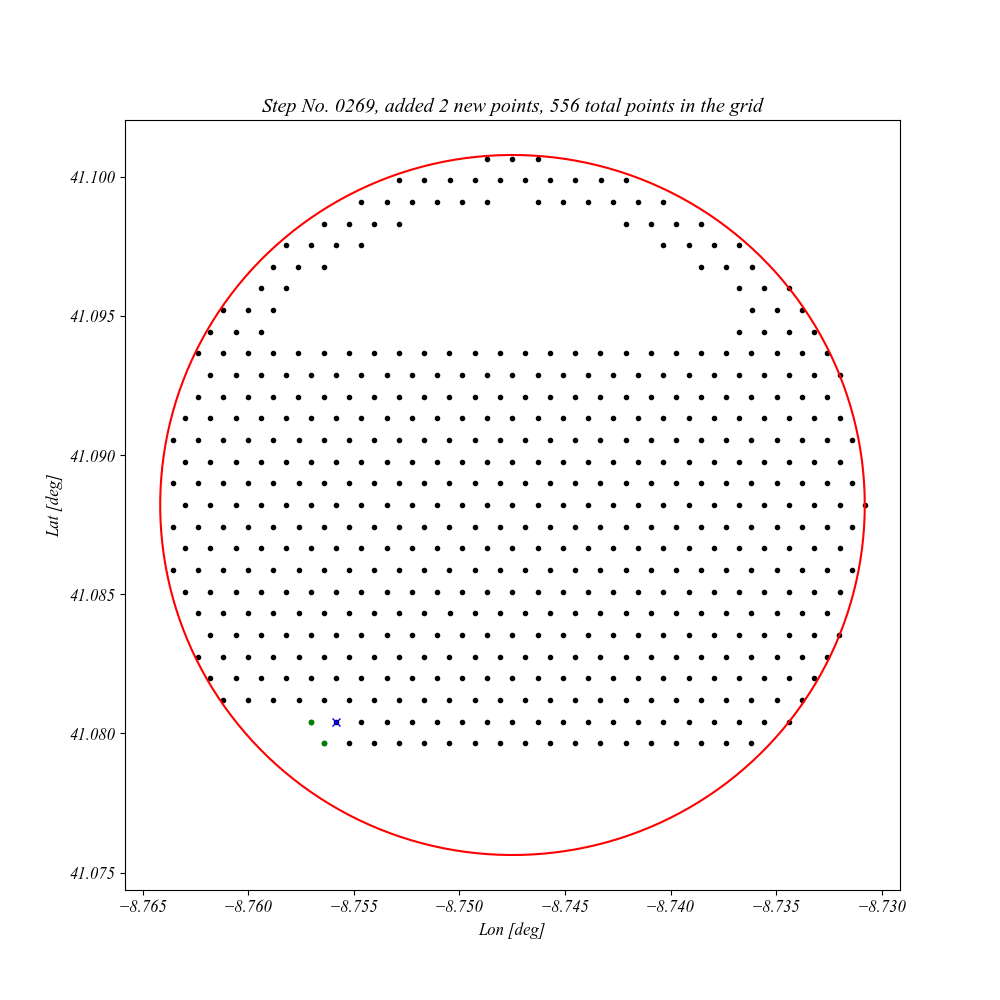 Step No. 0269, added 2 new points, 556 total points in the grid
41.100
41.095
41.090
41.085
41.080
41.075
Lat [deg]
−8.765 −8.760 −8.755 −8.750 −8.745 −8.740 −8.735 −8.730
Lon [deg]